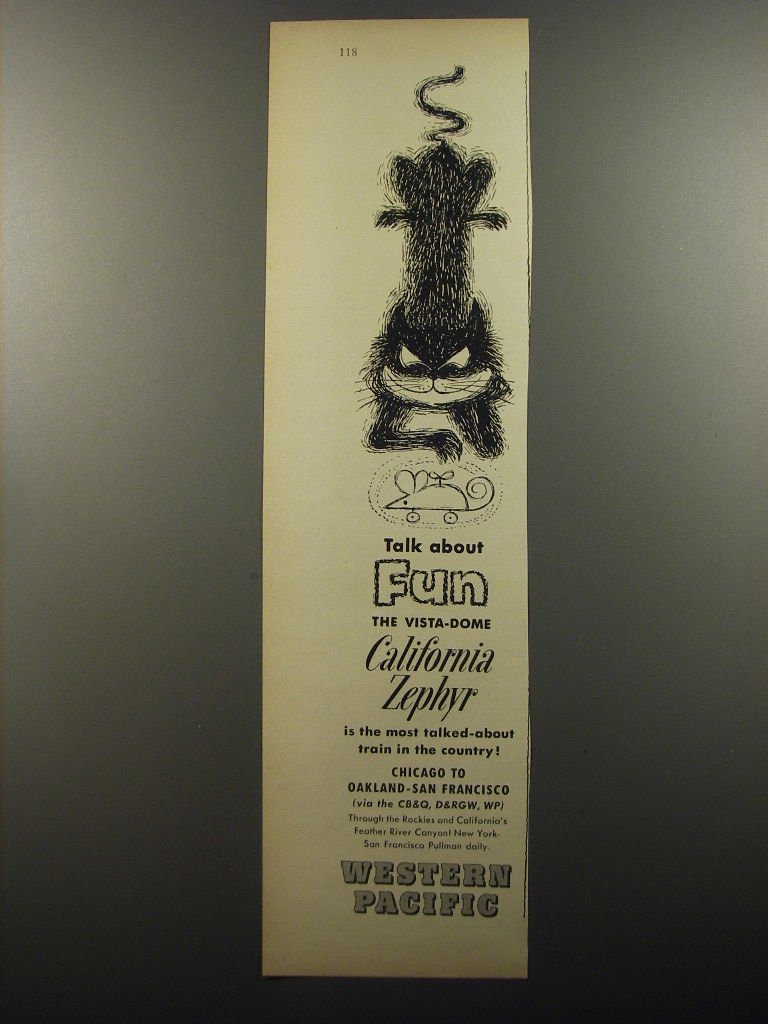 118
Talk about
Fun
THE VISTA-DOME
California
Zephyr
is the most talked-about
train in the country!
CHICAGO TO
OAKLAND-SAN FRANCISCO
(via the CB&Q, D&RGW, WP)
Through the Rockies and California's
Feather River Canyon! New York-
San Francisco Pullman daily.
WESTERN
PACIFIC